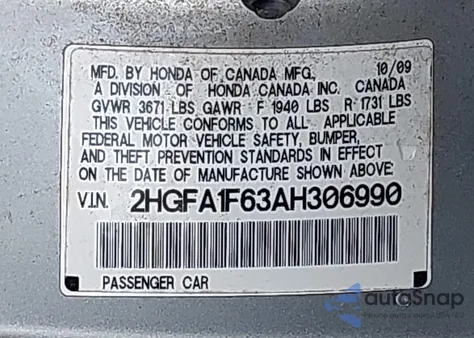 MFD. BY HONDA OF CANADA MFG., 10/09
A DIVISION OF HONDA CANADA INC. CANADA
GVWR 3671 LBS GAWR F 1940 LBS R 1731 LBS
THIS VEHICLE CONFORMS TO ALL APPLICABLE
FEDERAL MOTOR VEHICLE SAFETY, BUMPER,
AND THEFT PREVENTION STANDARDS IN EFFECT
ON THE DATE OF MANUFACTURE SHOWN ABOVE.
V.I.N. 2HGFA1F63AH306990
PASSENGER CAR
autoSnap